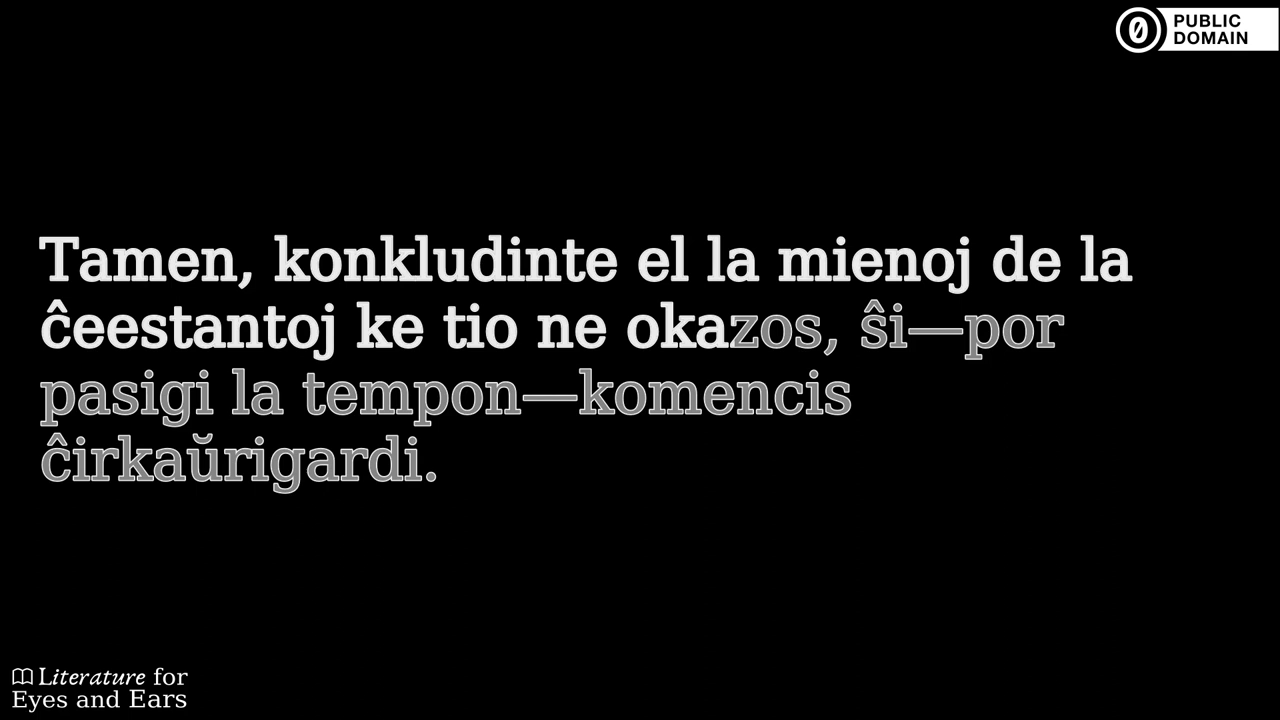 PUBLIC
DOMAIN
Tamen, konkludinte el la mienoj de la
ĉeestantoj ke tio ne okazos, ŝi—por
pasigi la tempon—komencis
ĉirkaŭrigardi.
Literature for
Eyes and Ears